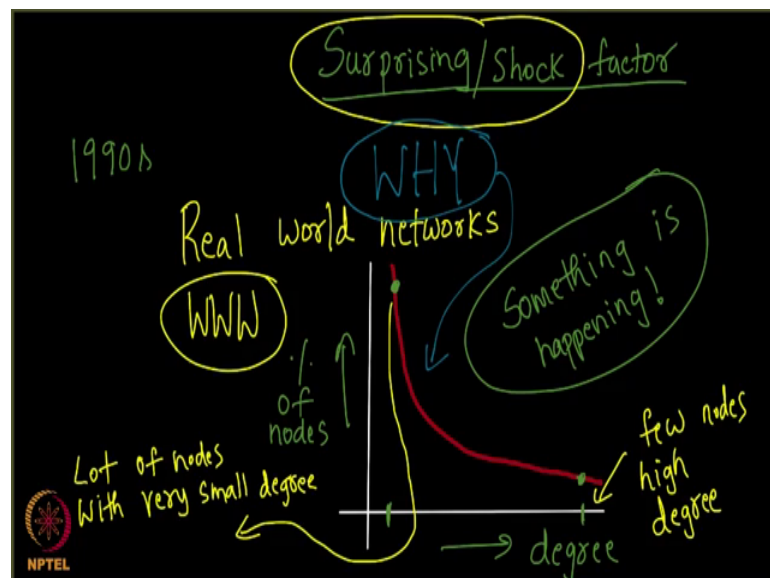 Surprising/Shock factor
1990s
WHY
Real world networks
WWW
Something is
happening!
%
of
nodes
few nodes
high
degree
Lot of nodes
with very small degree
degree
NPTEL